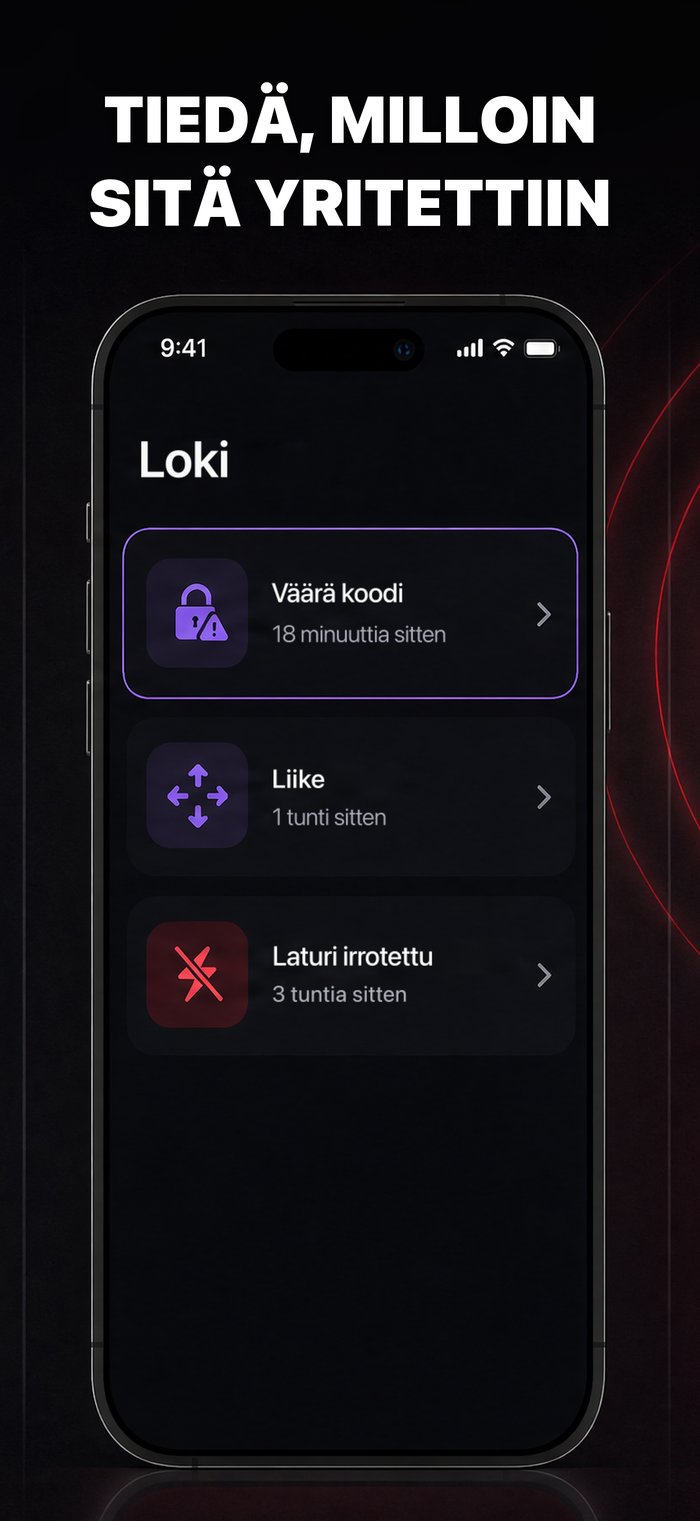 TIEDÄ, MILLOIN
SITÄ YRITETTIIN
9:41
Loki
Väärä koodi
18 minuuttia sitten
Liike
1 tunti sitten
Laturi irrotettu
3 tuntia sitten